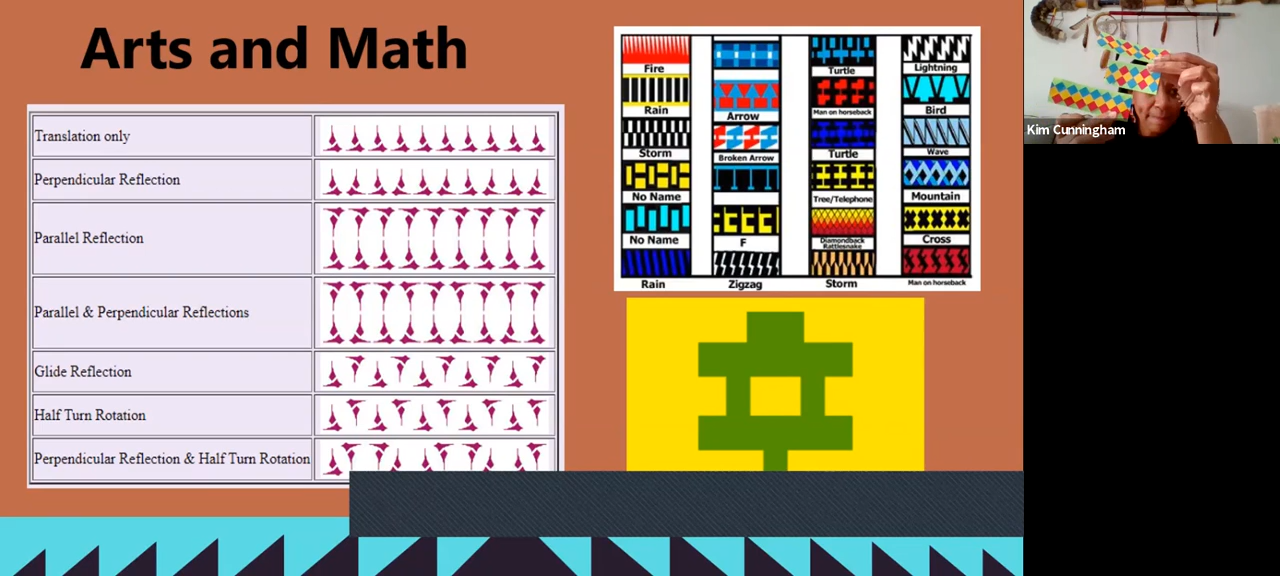 Arts and Math
Translation only
Perpendicular Reflection
Parallel Reflection
Parallel & Perpendicular Reflections
Glide Reflection
Half Turn Rotation
Perpendicular Reflection & Half Turn Rotation
Fire
Rain
Storm
No Name
No Name
Rain
Arrow
Broken Arrow
F
Zigzag
Turtle
Man on horseback
Turtle
Tree/Telephone
Diamondback
Rattlesnake
Storm
Lightning
Bird
Wave
Mountain
Cross
Man on horseback
Kim Cunningham